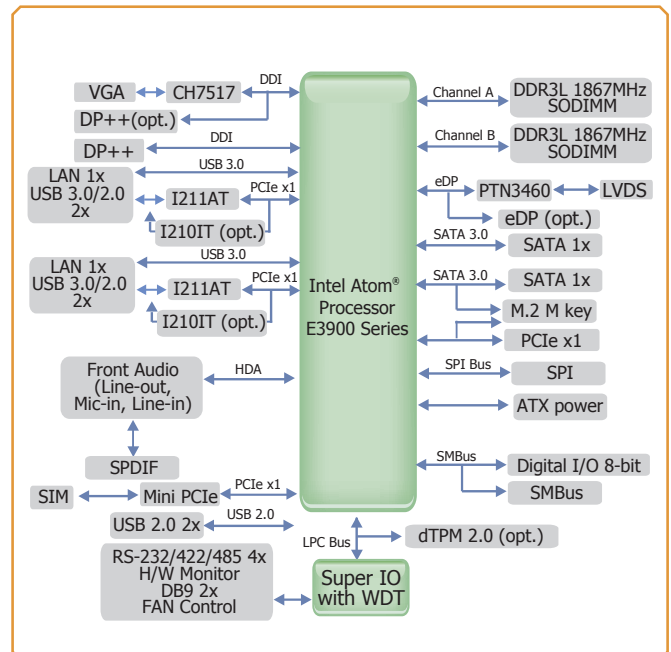 VGA
CH7517
DDI
DP++(opt.)
DP++
DDI
LAN 1x
USB 3.0/2.0
2x
USB 3.0
I211AT
PCIe x1
I210IT (opt.)
LAN 1x
USB 3.0/2.0
2x
USB 3.0
I211AT
PCIe x1
I210IT (opt.)
Front Audio
(Line-out,
Mic-in, Line-in)
HDA
SPDIF
SIM
Mini PCIe
PCIe x1
USB 2.0 2x
USB 2.0
RS-232/422/485 4x
H/W Monitor
DB9 2x
FAN Control
Intel Atom®
Processor
E3900 Series
LPC Bus
dTPM 2.0 (opt.)
Super IO
with WDT
Channel A
DDR3L 1867MHz
SODIMM
Channel B
DDR3L 1867MHz
SODIMM
eDP
PTN3460
LVDS
eDP (opt.)
SATA 3.0
SATA 1x
SATA 3.0
SATA 1x
M.2 M key
PCIe x1
SPI Bus
SPI
ATX power
SMBus
Digital I/O 8-bit
SMBus